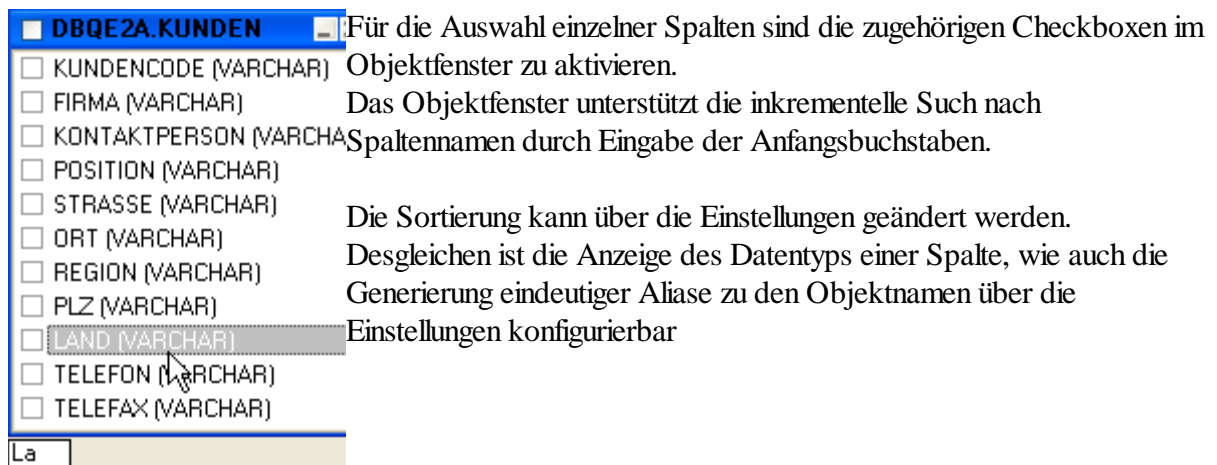 DBQE2A.KUNDEN
KUNDENCODE (VARCHAR)
FIRMA (VARCHAR)
KONTAKTPERSON (VARCHA
POSITION (VARCHAR)
STRASSE (VARCHAR)
ORT (VARCHAR)
REGION (VARCHAR)
PLZ (VARCHAR)
LAND (VARCHAR)
TELEFON (VARCHAR)
TELEFAX (VARCHAR)
La
Für die Auswahl einzelner Spalten sind die zugehörigen Checkboxen im
Objektfenster zu aktivieren.
Das Objektfenster unterstützt die inkrementelle Such nach
Spaltennamen durch Eingabe der Anfangsbuchstaben.
Die Sortierung kann über die Einstellungen geändert werden.
Desgleichen ist die Anzeige des Datentyps einer Spalte, wie auch die
Generierung eindeutiger Aliase zu den Objektnamen über die
Einstellungen konfigurierbar